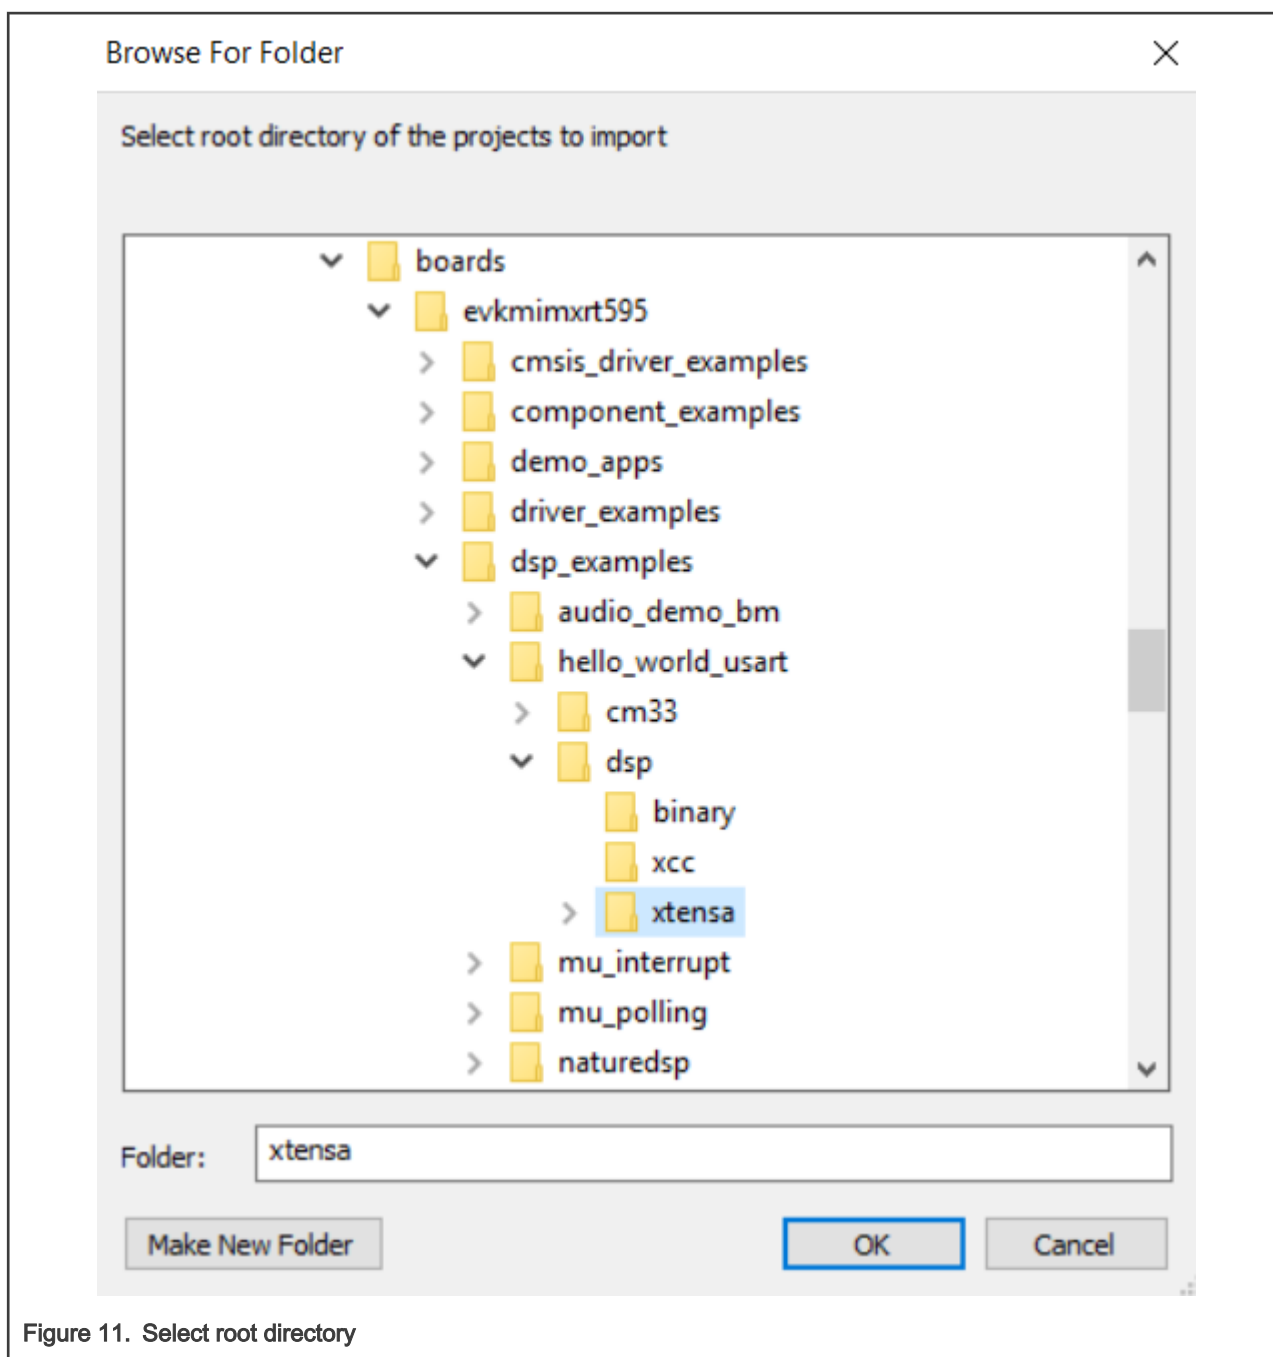 Browse For Folder
Select root directory of the projects to import
boards
evkmimxrt595
cmsis_driver_examples
component_examples
demo_apps
driver_examples
dsp_examples
audio_demo_bm
hello_world_usart
cm33
dsp
binary
xcc
xtensa
mu_interrupt
mu_polling
naturedsp
Folder: xtensa
Make New Folder OK Cancel
Figure 11. Select root directory